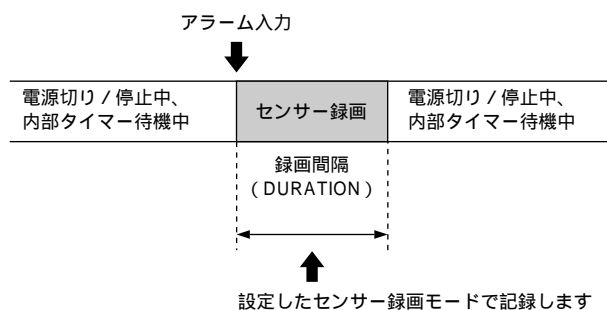 アラーム入力
電源切り / 停止中、
内部タイマー待機中
センサー録画
電源切り / 停止中、
内部タイマー待機中
録画間隔
( DURATION )
設定したセンサー録画モードで記録します